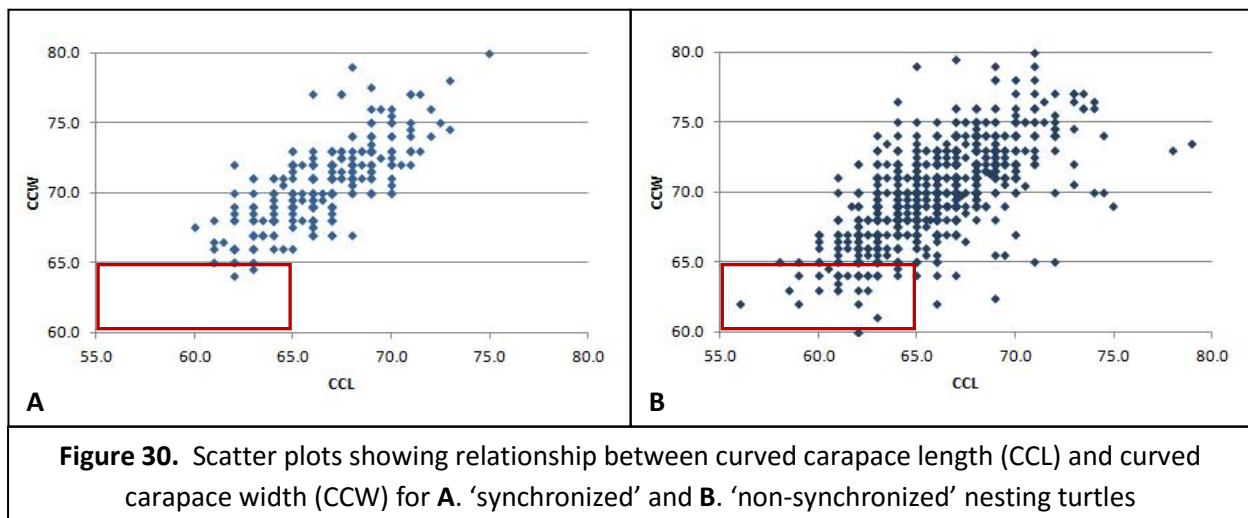 80.0
75.0
70.0
65.0
60.0
CCW
55.0 60.0 65.0 70.0 75.0 80.0
CCL
A
80.0
75.0
70.0
65.0
60.0
CCW
55.0 60.0 65.0 70.0 75.0 80.0
CCL
B
Figure 30. Scatter plots showing relationship between curved carapace length (CCL) and curved
carapace width (CCW) for A. ‘synchronized’ and B. ‘non-synchronized’ nesting turtles